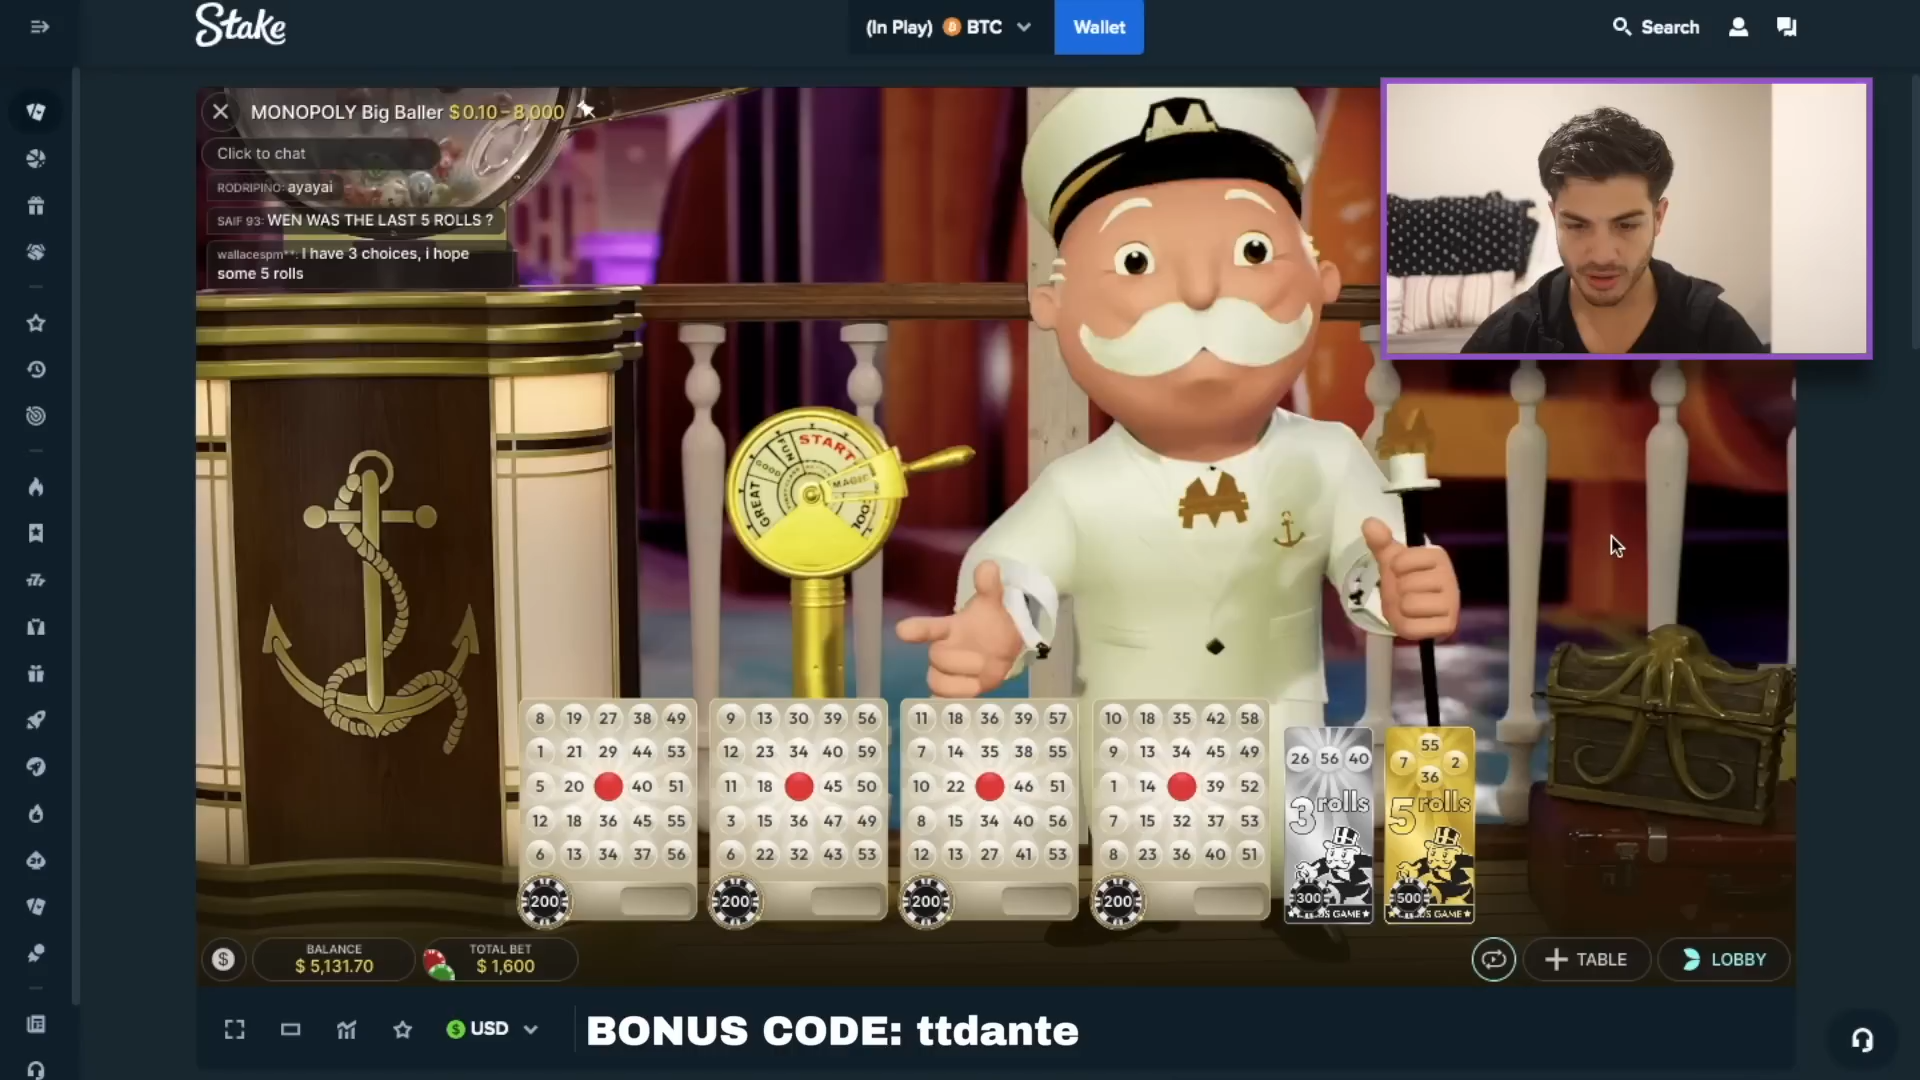 Stake
(In Play) BTC
Wallet
Search
MONOPOLY Big Baller $0.10 - 8,000
Click to chat
RODRIPINO: ayayai
SAIF 93: WEN WAS THE LAST 5 ROLLS ?
wallacespm**: I have 3 choices, i hope
some 5 rolls
START
FUN
GOOD
GREAT
MAGIC
COOL
8 19 27 38 49
1 21 29 44 53
5 20 40 51
12 18 36 45 55
6 13 34 37 56
200
9 13 30 39 56
12 23 34 40 59
11 18 45 50
3 15 36 47 49
6 22 32 43 53
200
11 18 36 39 57
7 14 35 38 55
10 22 46 51
8 15 34 40 56
12 13 27 41 53
200
10 18 35 42 58
9 13 34 45 49
1 14 39 52
7 15 32 37 53
8 23 36 40 51
200
26 56 40
3 rolls
300
GAME
55
7 2
36
5 rolls
500
GAME
BALANCE
$ 5,131.70
TOTAL BET
$ 1,600
TABLE
LOBBY
USD
BONUS CODE: ttdante